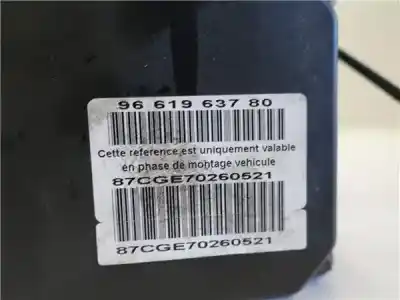 96 619 637 80
Cette reference est uniquement valable
en phase de montage vehicule
87CGE70260521
87CGE70260521